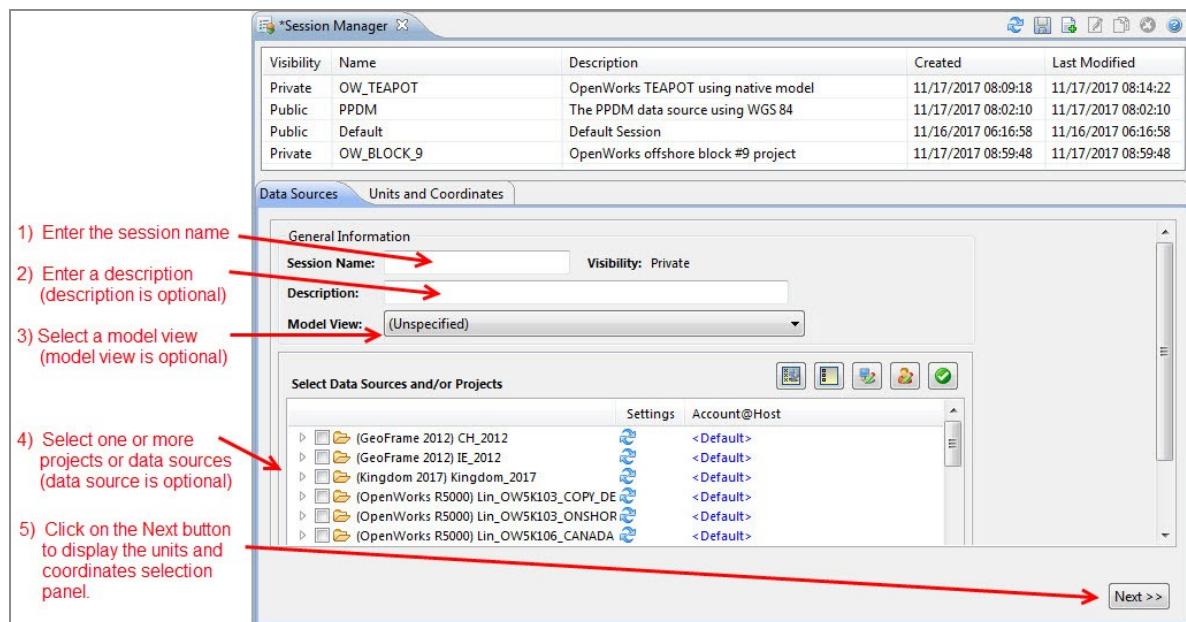 *Session Manager
Visibility Name Description Created Last Modified
Private OW_TEAPOT OpenWorks TEAPOT using native model 11/17/2017 08:09:18 11/17/2017 08:14:22
Public PPDM The PPDM data source using WGS 84 11/17/2017 08:02:10 11/17/2017 08:02:10
Public Default Default Session 11/16/2017 06:16:58 11/16/2017 06:16:58
Private OW_BLOCK_9 OpenWorks offshore block #9 project 11/17/2017 08:59:48 11/17/2017 08:59:48
Data Sources Units and Coordinates
General Information
1) Enter the session name
Session Name: Visibility: Private
2) Enter a description
(description is optional)
Description:
3) Select a model view
(model view is optional)
Model View: (Unspecified)
Select Data Sources and/or Projects
Settings Account@Host
4) Select one or more
projects or data sources
(data source is optional)
(GeoFrame 2012) CH_2012 <Default>
(GeoFrame 2012) IE_2012 <Default>
(Kingdom 2017) Kingdom_2017 <Default>
(OpenWorks R5000) Lin_OW5K103_COPY_DE <Default>
(OpenWorks R5000) Lin_OW5K103_ONSHOR <Default>
(OpenWorks R5000) Lin_OW5K106_CANADA <Default>
5) Click on the Next button
to display the units and
coordinates selection
panel.
Next >>